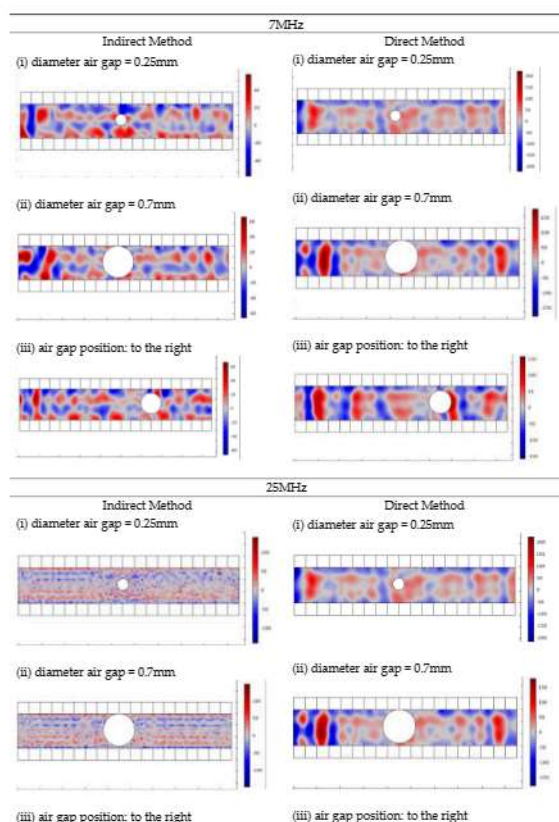 7MHz
Indirect Method
Direct Method
(i) diameter air gap = 0.25mm
(i) diameter air gap = 0.25mm
(ii) diameter air gap = 0.7mm
(ii) diameter air gap = 0.7mm
(iii) air gap position: to the right
(iii) air gap position: to the right
25MHz
Indirect Method
Direct Method
(i) diameter air gap = 0.25mm
(i) diameter air gap = 0.25mm
(ii) diameter air gap = 0.7mm
(ii) diameter air gap = 0.7mm
(iii) air gap position: to the right
(iii) air gap position: to the right